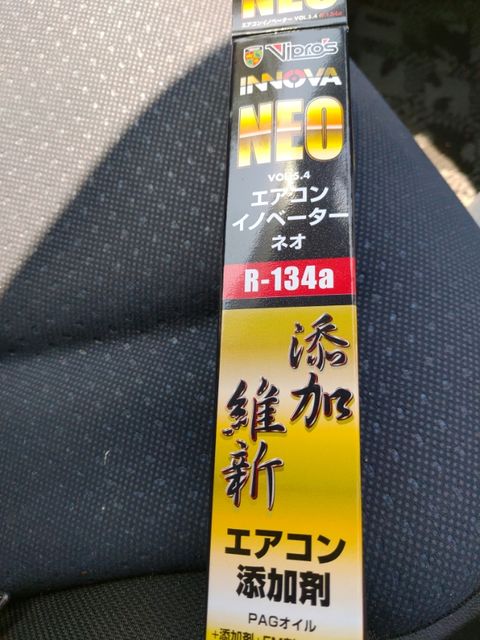 NEO
エアコンイノベーター VOL.5.4 R-134a
Vipro's
INNOVA
NEO
VOL.5.4
エアコン
イノベーター
ネオ
R-134a
添加
維新
エアコン
添加剤
PAGオイル